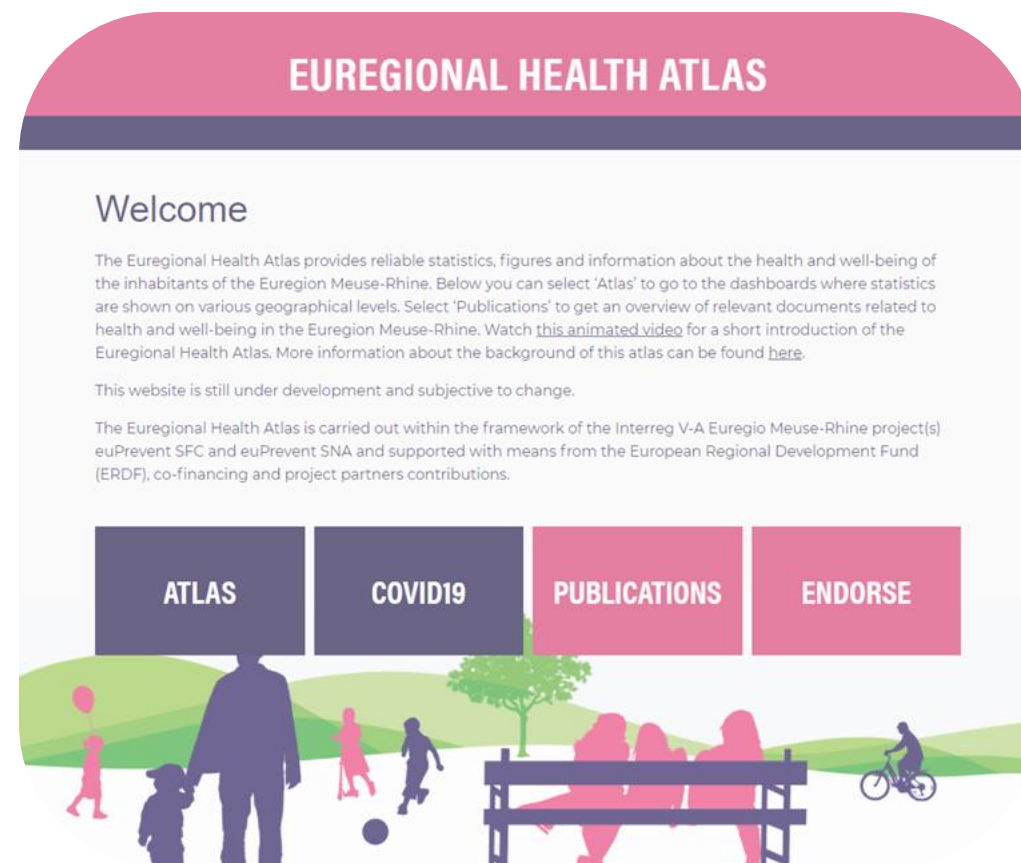 EUREGIONAL HEALTH ATLAS
Welcome
The Euregional Health Atlas provides reliable statistics, figures and information about the health and well-being of
the inhabitants of the Euregion Meuse-Rhine. Below you can select ‘Atlas’ to go to the dashboards where statistics
are shown on various geographical levels. Select ‘Publications’ to get an overview of relevant documents related to
health and well-being in the Euregion Meuse-Rhine. Watch this animated video for a short introduction of the
Euregional Health Atlas. More information about the background of this atlas can be found here.
This website is still under development and subjective to change.
The Euregional Health Atlas is carried out within the framework of the Interreg V-A Euregio Meuse-Rhine project(s)
euPrevent SFC and euPrevent SNA and supported with means from the European Regional Development Fund
(ERDF), co-financing and project partners contributions.
ATLAS
COVID19
PUBLICATIONS
ENDORSE